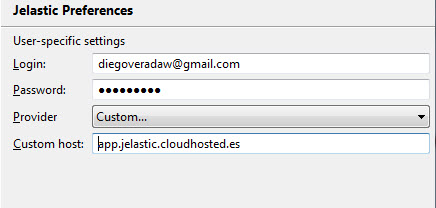 Jelastic Preferences
User-specific settings
Login: diegoveradaw@gmail.com
Password: ●●●●●●●●●
Provider Custom...
Custom host: app.jelastic.cloudhosted.es